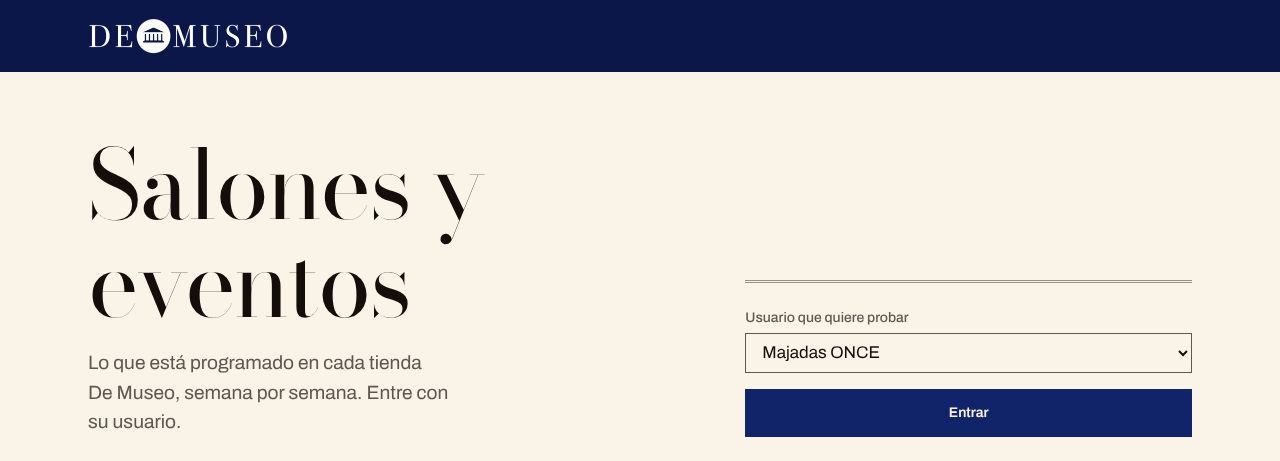 DE MUSEO
Salones y
eventos
Lo que está programado en cada tienda
De Museo, semana por semana. Entre con
su usuario.
Usuario que quiere probar
Majadas ONCE
Entrar